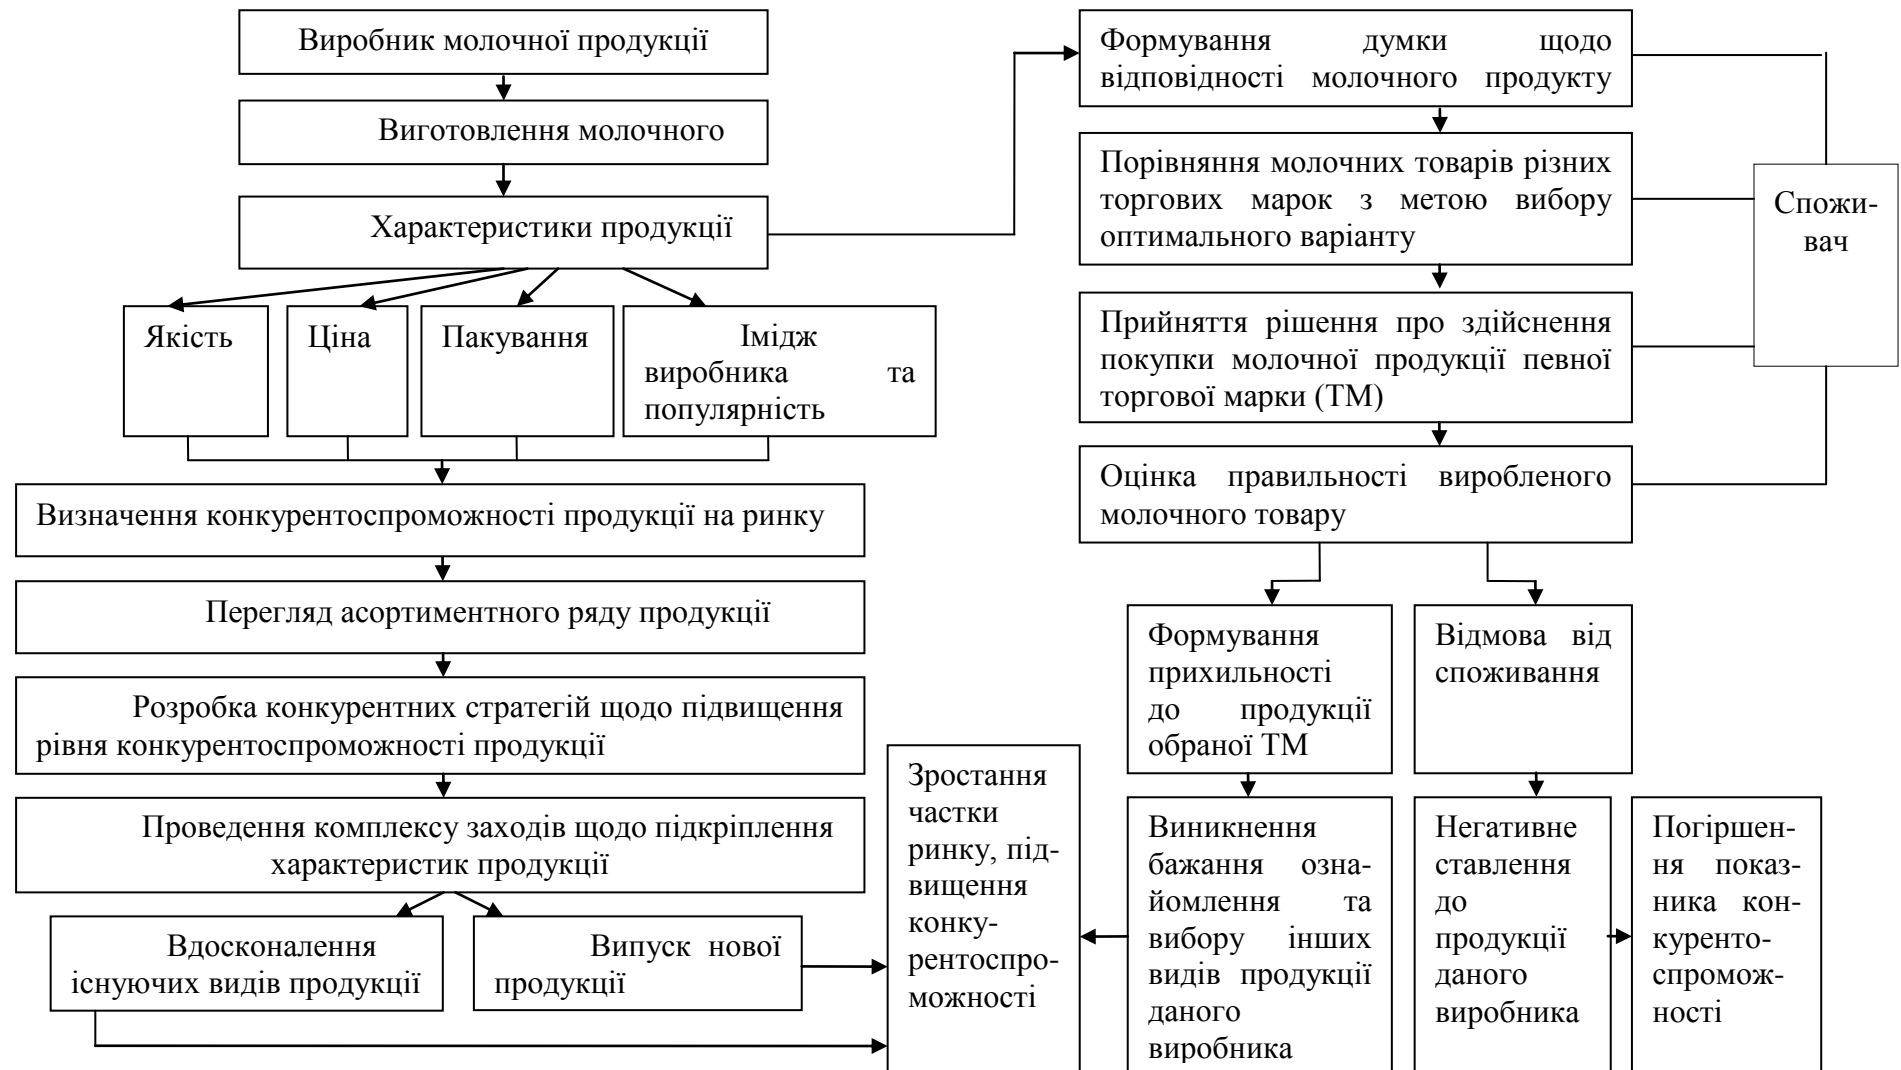 Виробник молочної продукції
Виготовлення молочного
Характеристики продукції
Якість
Ціна
Пакування
Імідж
виробника та
популярність
Визначення конкурентоспроможності продукції на ринку
Перегляд асортиментного ряду продукції
Розробка конкурентних стратегій щодо підвищення
рівня конкурентоспроможності продукції
Проведення комплексу заходів щодо підкріплення
характеристик продукції
Вдосконалення
існуючих видів продукції
Випуск нової
продукції
Зростання
частки
ринку, під-
вищення
конку-
рентоспро-
можності
Формування думки щодо
відповідності молочного продукту
Порівняння молочних товарів різних
торгових марок з метою вибору
оптимального варіанту
Прийняття рішення про здійснення
покупки молочної продукції певної
торгової марки (ТМ)
Оцінка правильності виробленого
молочного товару
Спожи-
вач
Формування
прихильності
до продукції
обраної ТМ
Відмова від
споживання
Виникнення
бажання озна-
йомлення та
вибору інших
видів продукції
даного
виробника
Негативне
ставлення
до
продукції
даного
виробника
Погіршен-
ня показ-
ника кон-
куренто-
спромож-
ності